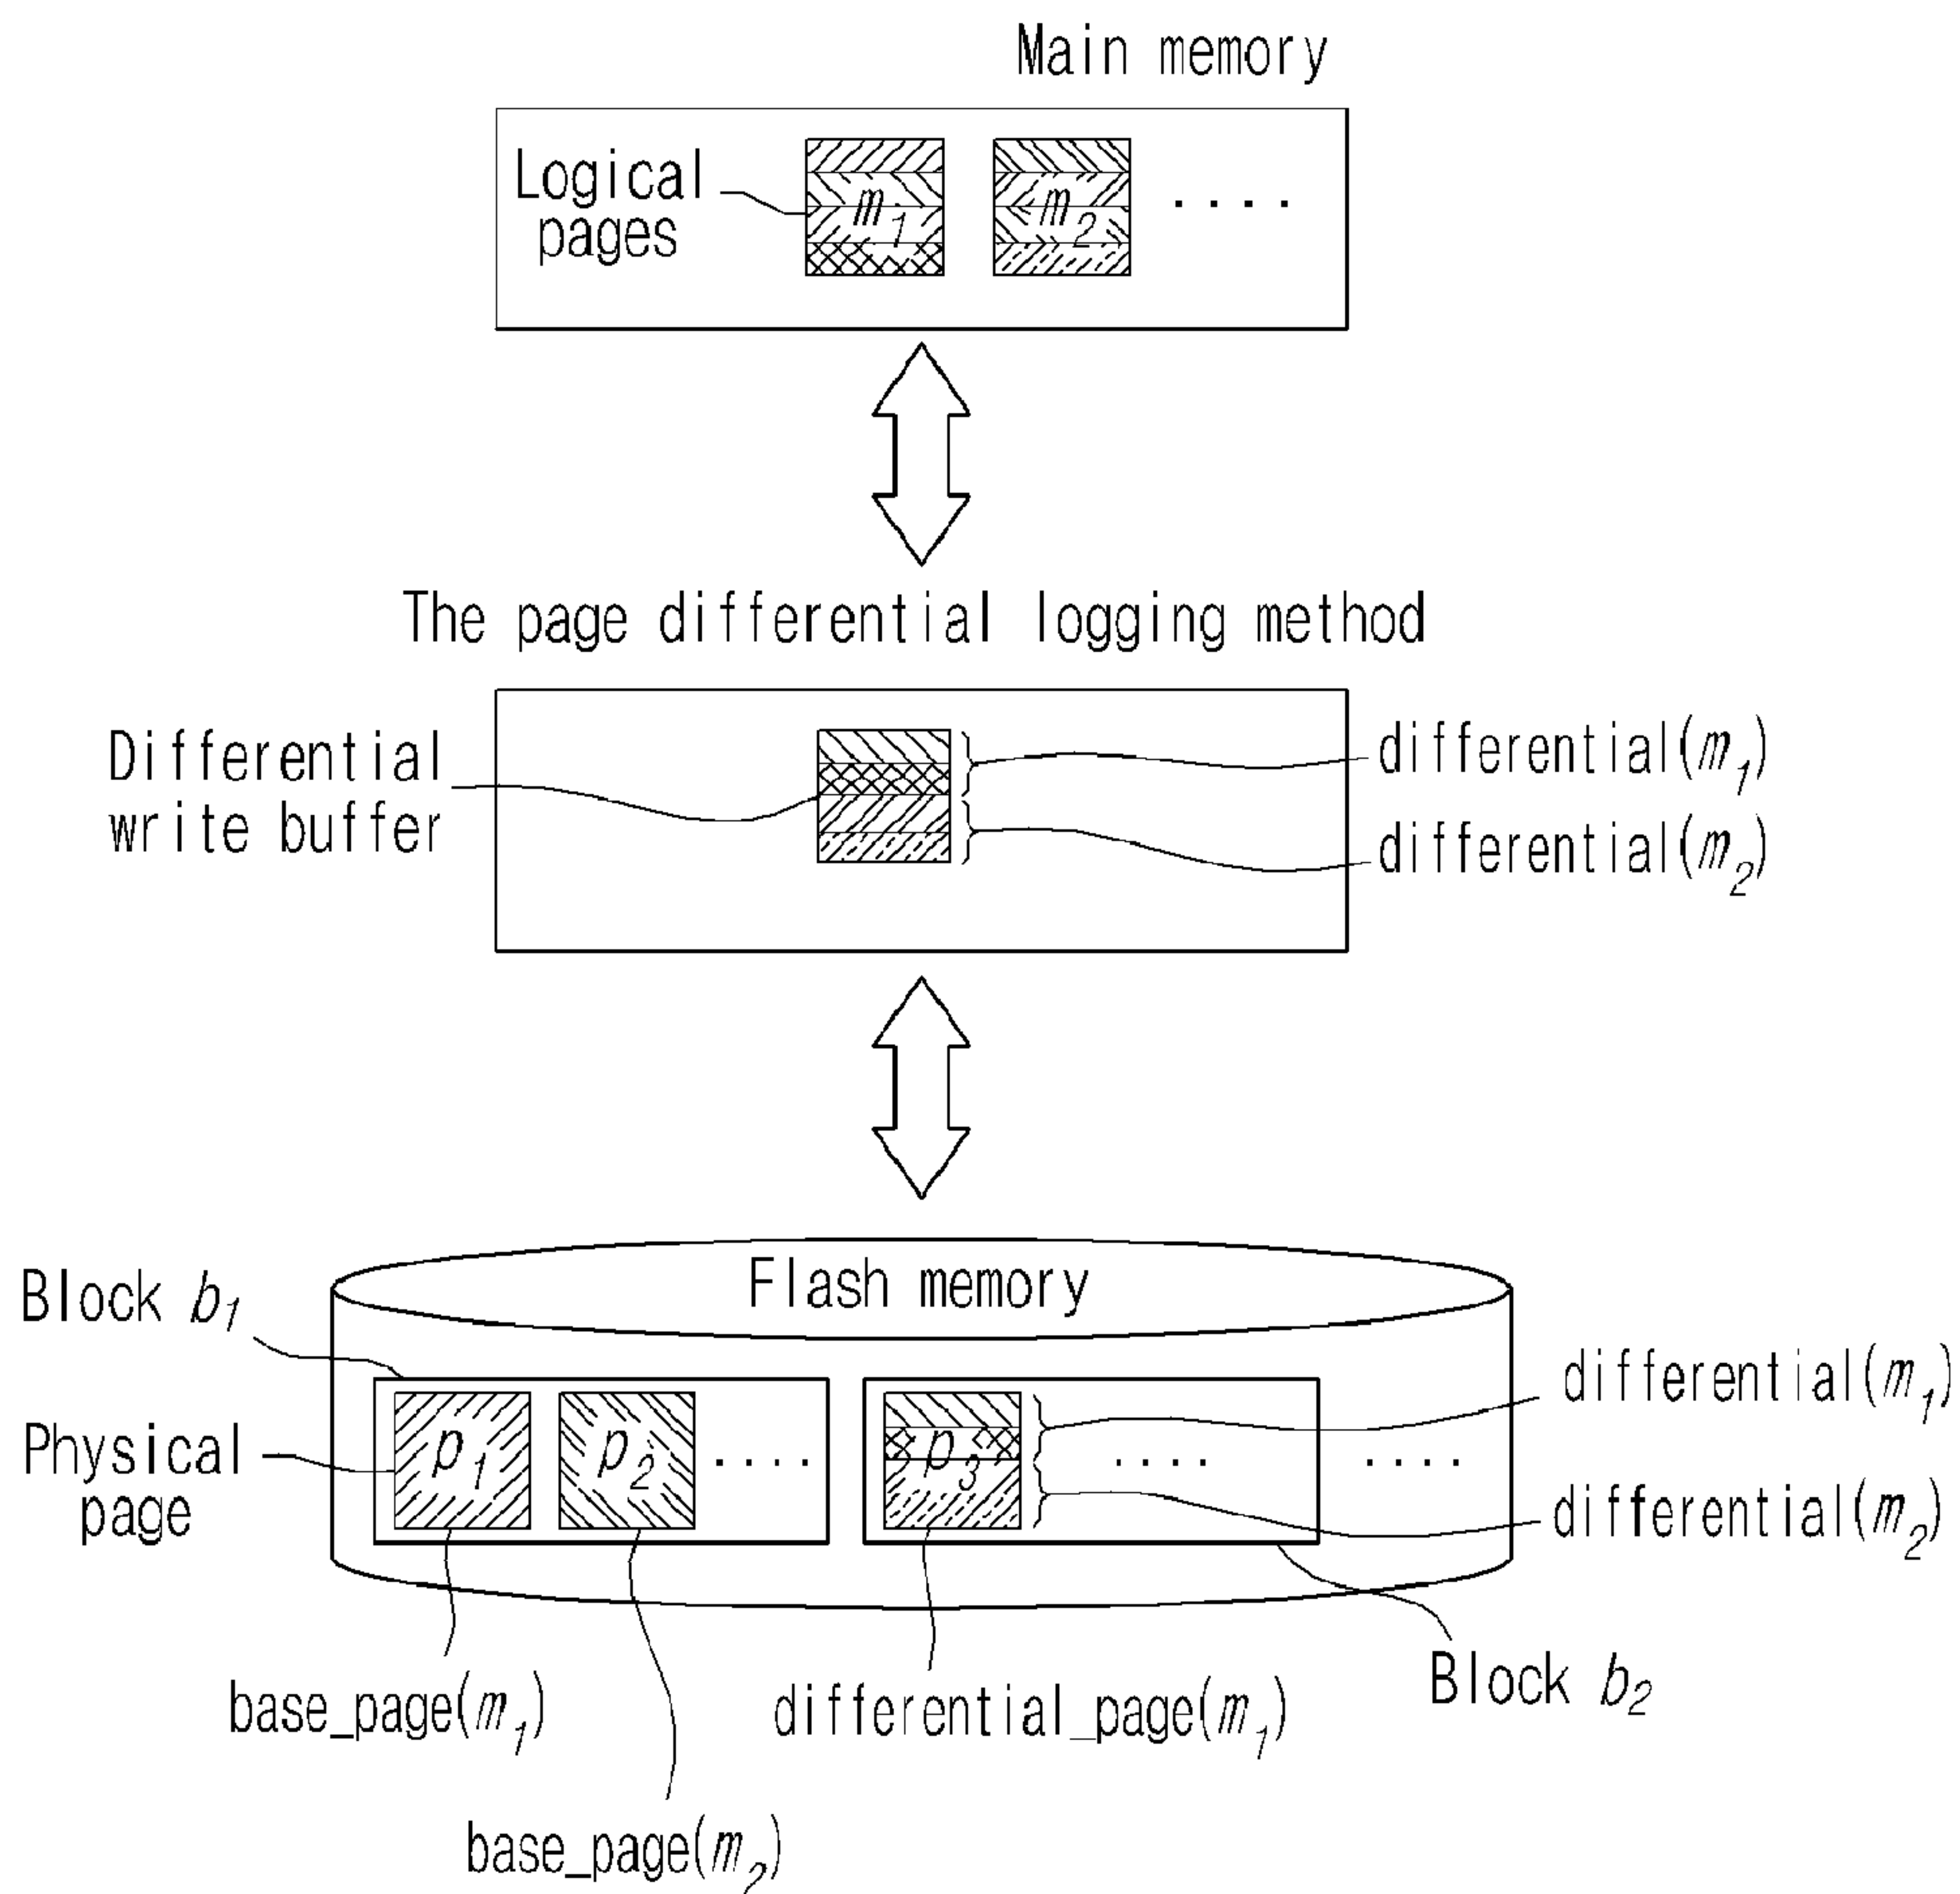 Main memory
Logical
pages
m1
m2
....
The page differential logging method
Differential
write buffer
differential(m1)
differential(m2)
Flash memory
Block b1
Physical
page
p1
p2
....
p3
....
....
differential(m1)
differential(m2)
base_page(m1)
differential_page(m1)
Block b2
base_page(m2)